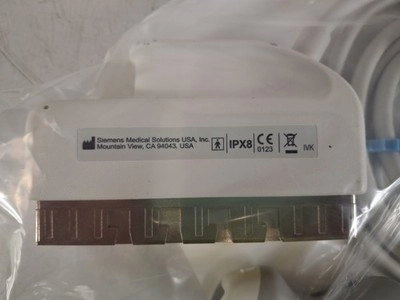 Siemens Medical Solutions USA, Inc.
Mountain View, CA 94043, USA
IPX8
CE
0123
IVK